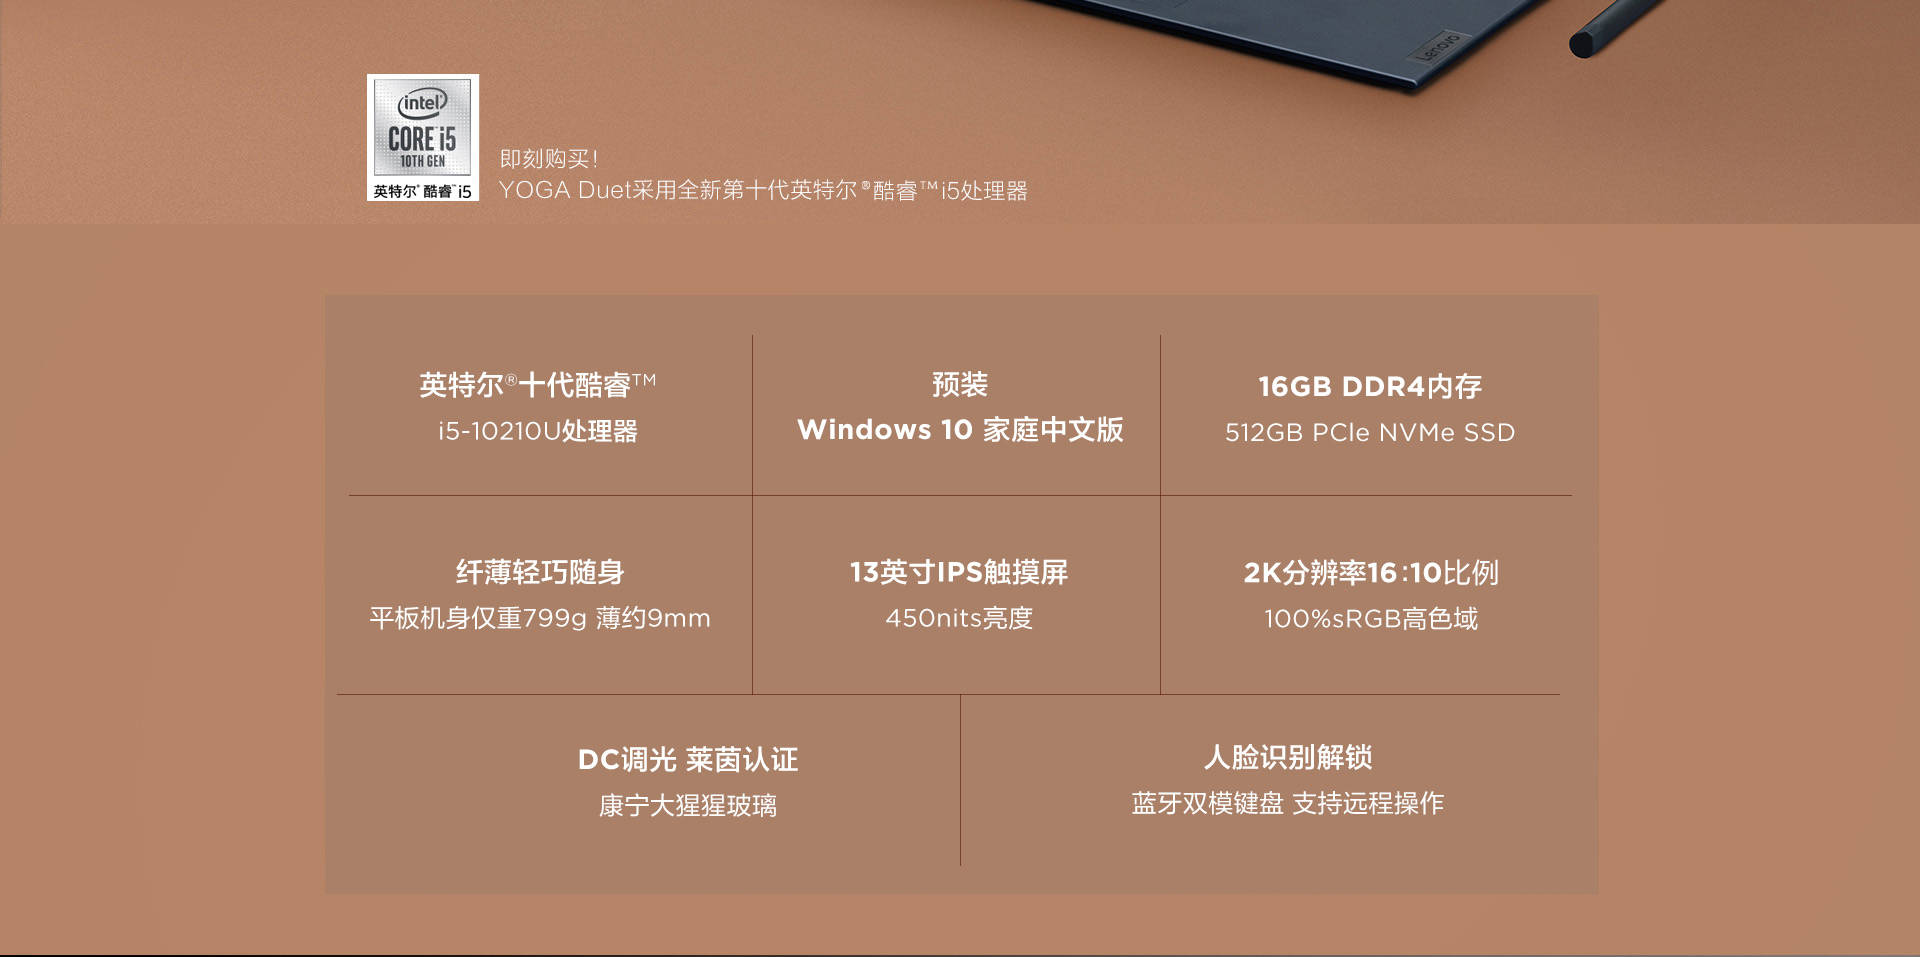 Lenovo
intel
CORE™ i5
10TH GEN
英特尔® 酷睿™ i5
即刻购买！
YOGA Duet采用全新第十代英特尔®酷睿™i5处理器
英特尔®十代酷睿™
i5-10210U处理器
预装
Windows 10 家庭中文版
16GB DDR4内存
512GB PCle NVMe SSD
纤薄轻巧随身
平板机身仅重799g 薄约9mm
13英寸IPS触摸屏
450nits亮度
2K分辨率16:10比例
100%sRGB高色域
DC调光 莱茵认证
康宁大猩猩玻璃
人脸识别解锁
蓝牙双模键盘 支持远程操作